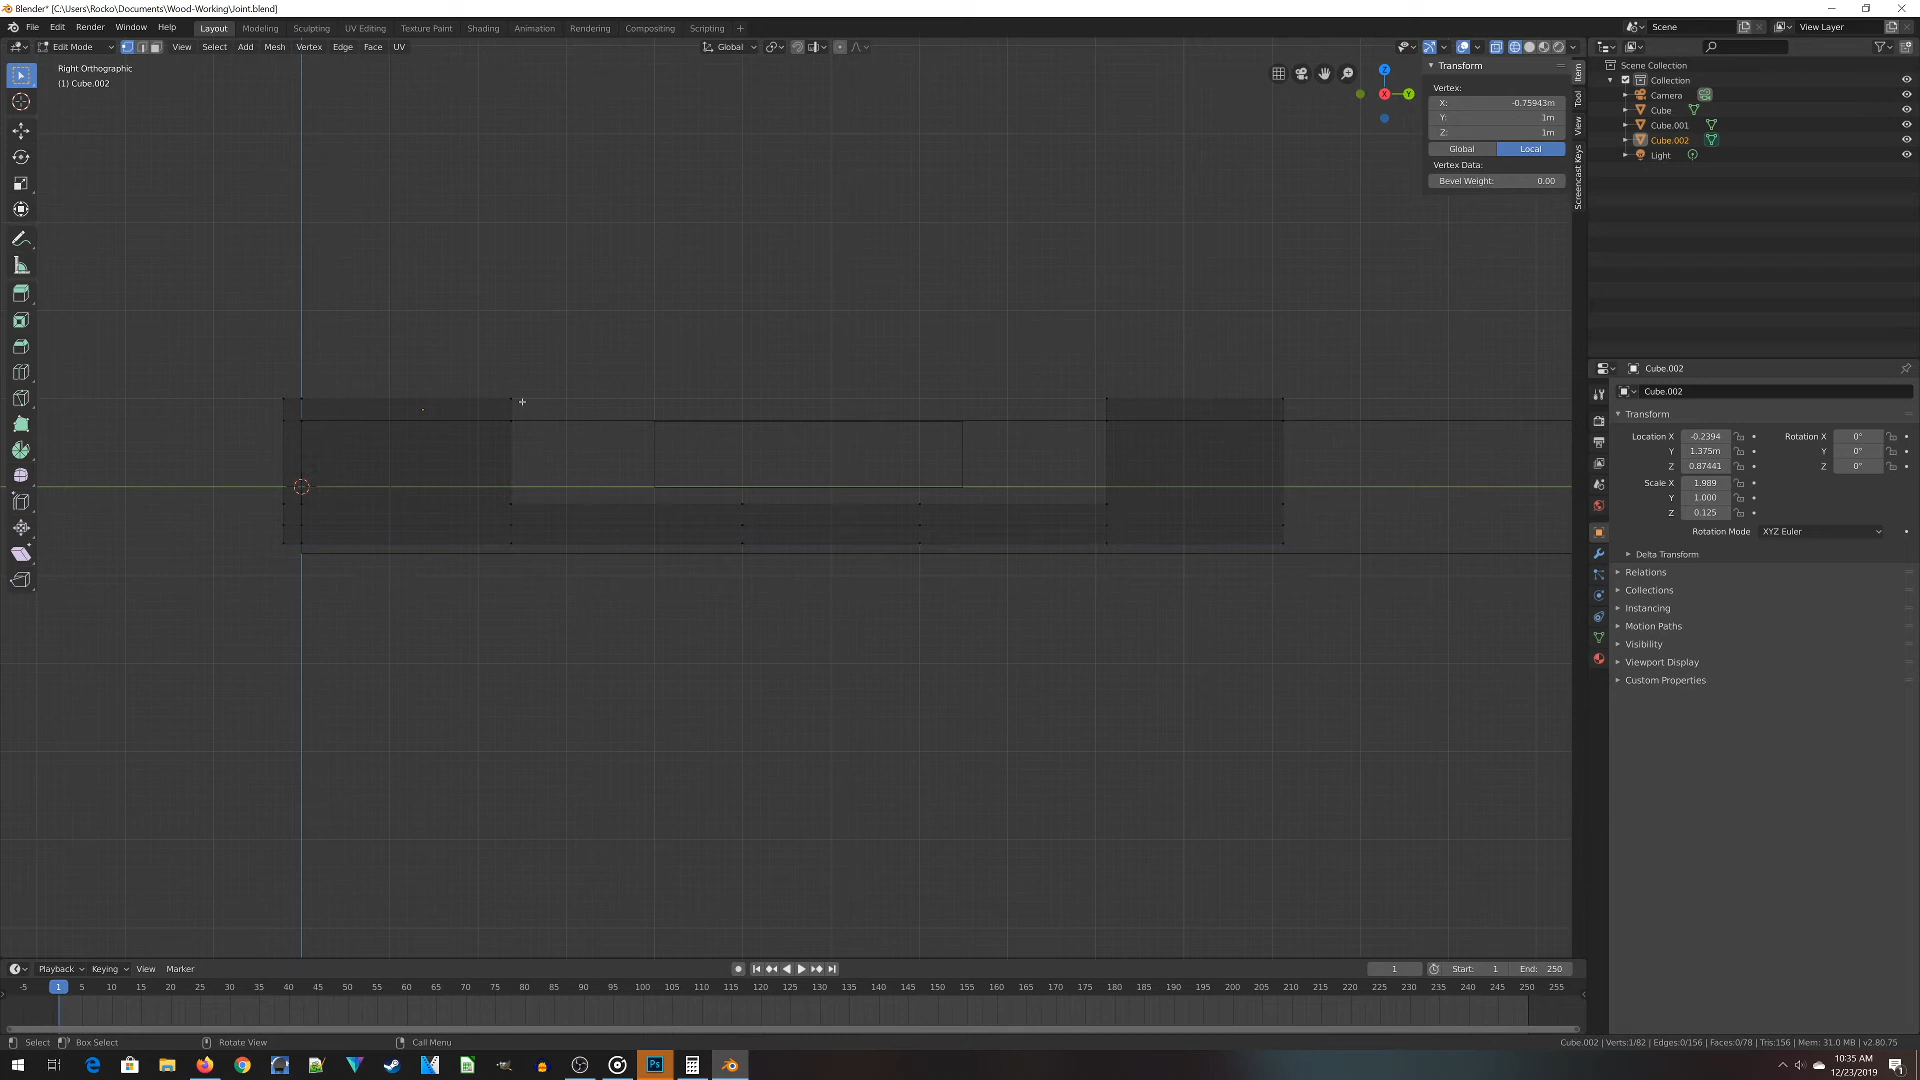 Blender* [C:\Users\Rocko\Documents\Wood-Working\Joint.blend]
File Edit Render Window Help Layout Modeling Sculpting UV Editing Texture Paint Shading Animation Rendering Compositing Scripting +
Scene View Layer
Edit Mode View Select Add Mesh Vertex Edge Face UV Global
Right Orthographic
(1) Cube.002
Z
X
Y
Transform
Vertex:
X: -0.75943m
Y: 1m
Z: 1m
Global Local
Vertex Data:
Bevel Weight: 0.00
Item
Tool
View
Screencast Keys
Scene Collection
Collection
Camera
Cube
Cube.001
Cube.002
Light
Cube.002
Cube.002
Transform
Location X -0.2394 Rotation X 0°
Y 1.375m Y 0°
Z 0.87441 Z 0°
Scale X 1.989
Y 1.000
Z 0.125
Rotation Mode XYZ Euler
Delta Transform
Relations
Collections
Instancing
Motion Paths
Visibility
Viewport Display
Custom Properties
Playback Keying View Marker 1 Start: 1 End: 250
-5 1 5 10 15 20 25 30 35 40 45 50 55 60 65 70 75 80 85 90 95 100 105 110 115 120 125 130 135 140 145 150 155 160 165 170 175 180 185 190 195 200 205 210 215 220 225 230 235 240 245 250 255
Select Box Select Rotate View Call Menu Cube.002 | Verts:1/82 | Edges:0/156 | Faces:0/78 | Tris:156 | Mem: 31.0 MB | v2.80.75
Ps
10:35 AM
12/23/2019
1